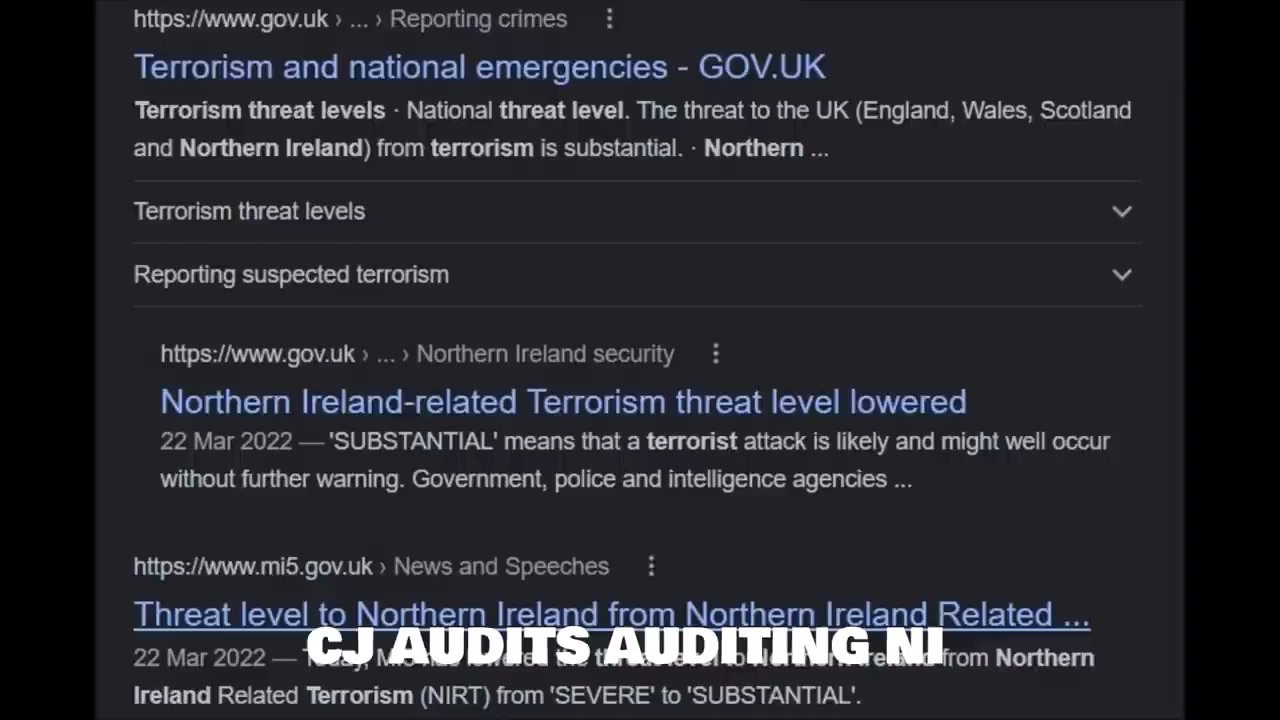 https://www.gov.uk › ... › Reporting crimes
Terrorism and national emergencies - GOV.UK
Terrorism threat levels · National threat level. The threat to the UK (England, Wales, Scotland
and Northern Ireland) from terrorism is substantial. · Northern ...
Terrorism threat levels
Reporting suspected terrorism
https://www.gov.uk › ... › Northern Ireland security
Northern Ireland-related Terrorism threat level lowered
22 Mar 2022 — 'SUBSTANTIAL' means that a terrorist attack is likely and might well occur
without further warning. Government, police and intelligence agencies ...
https://www.mi5.gov.uk › News and Speeches
Threat level to Northern Ireland from Northern Ireland Related ...
CJ AUDITS AUDITING NI
22 Mar 2022 — from Northern
Ireland Related Terrorism (NIRT) from 'SEVERE' to 'SUBSTANTIAL'.